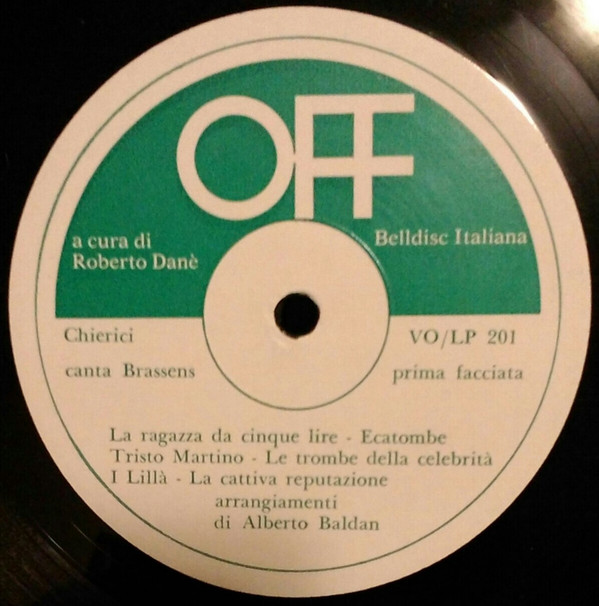 OFF
a cura di
Roberto Danè
Belldisc Italiana
Chierici
canta Brassens
VO/LP 201
prima facciata
La ragazza da cinque lire - Ecatombe
Tristo Martino - Le trombe della celebrità
I Lillà - La cattiva reputazione
arrangiamenti
di Alberto Baldan